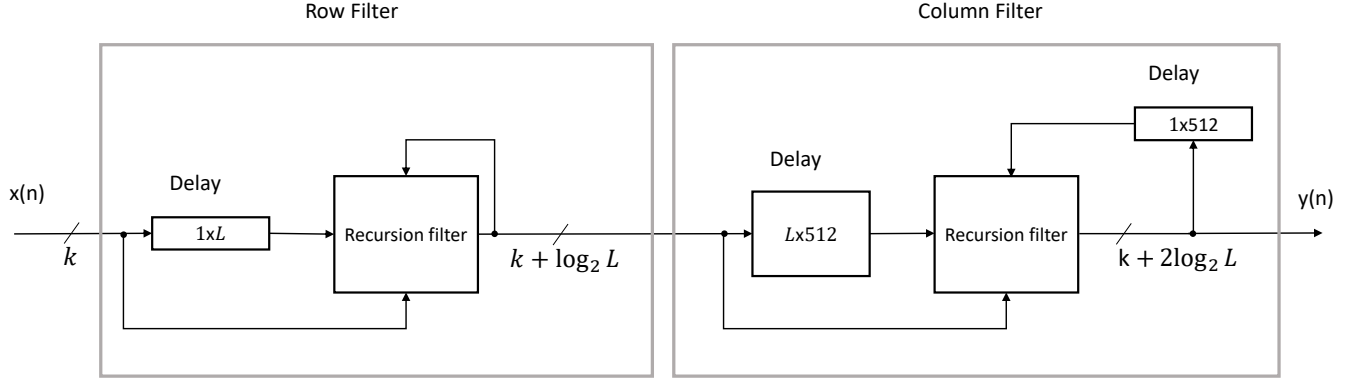 Row Filter
Column Filter
Delay
1x512
Delay
Delay
x(n)
y(n)
1xL
Recursion filter
Lx512
Recursion filter
k
k + log₂ L
k + 2log₂ L